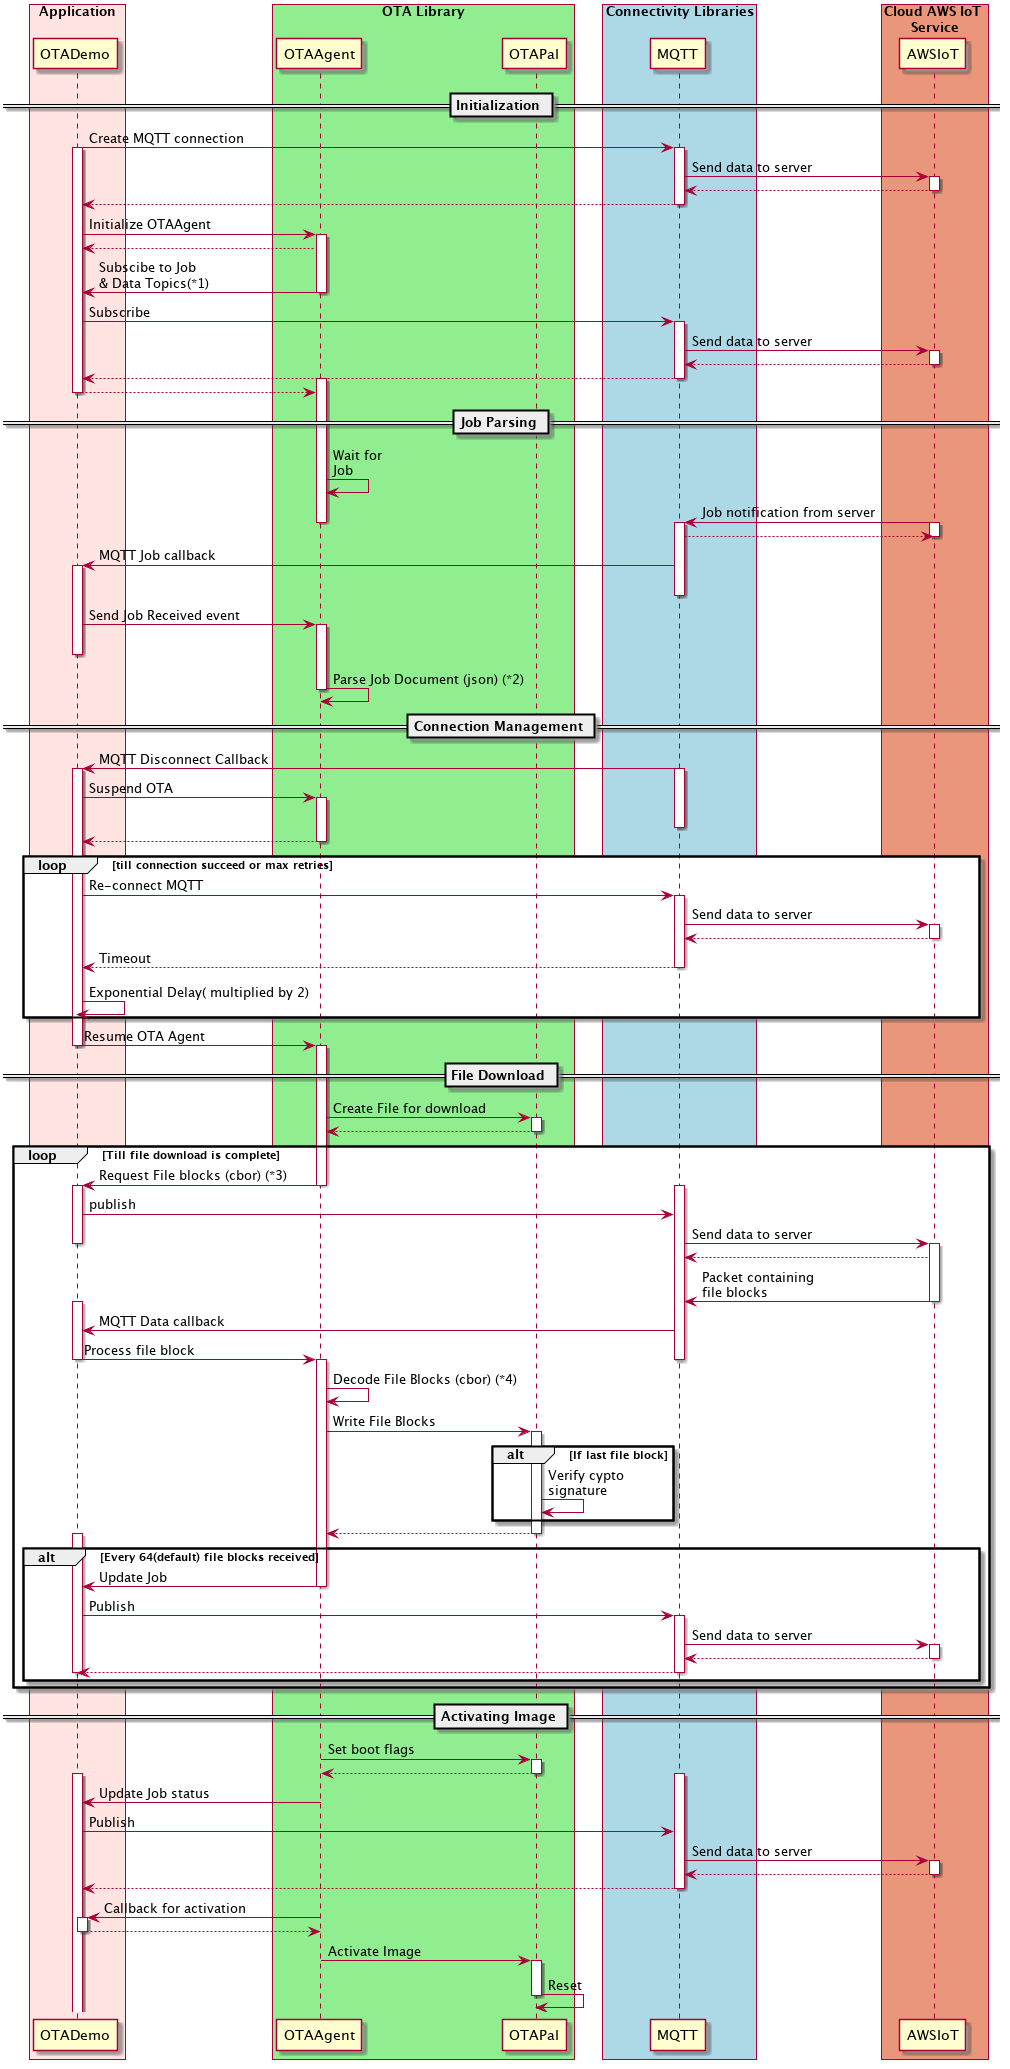 Application
OTA Library
Connectivity Libraries
Cloud AWS IoT
Service
OTADemo
OTAAgent
OTAPal
MQTT
AWSIoT
Initialization
Create MQTT connection
Send data to server
Initialize OTAAgent
Subscibe to Job
& Data Topics(*1)
Subscribe
Send data to server
Job Parsing
Wait for
Job
Job notification from server
MQTT Job callback
Send Job Received event
Parse Job Document (json) (*2)
Connection Management
MQTT Disconnect Callback
Suspend OTA
loop
[till connection succeed or max retries]
Re-connect MQTT
Send data to server
Timeout
Exponential Delay( multiplied by 2)
Resume OTA Agent
File Download
Create File for download
loop
[Till file download is complete]
Request File blocks (cbor) (*3)
publish
Send data to server
Packet containing
file blocks
MQTT Data callback
Process file block
Decode File Blocks (cbor) (*4)
Write File Blocks
alt
[If last file block]
Verify cypto
signature
alt
[Every 64(default) file blocks received]
Update Job
Publish
Send data to server
Activating Image
Set boot flags
Update Job status
Publish
Send data to server
Callback for activation
Activate Image
Reset
OTADemo
OTAAgent
OTAPal
MQTT
AWSIoT